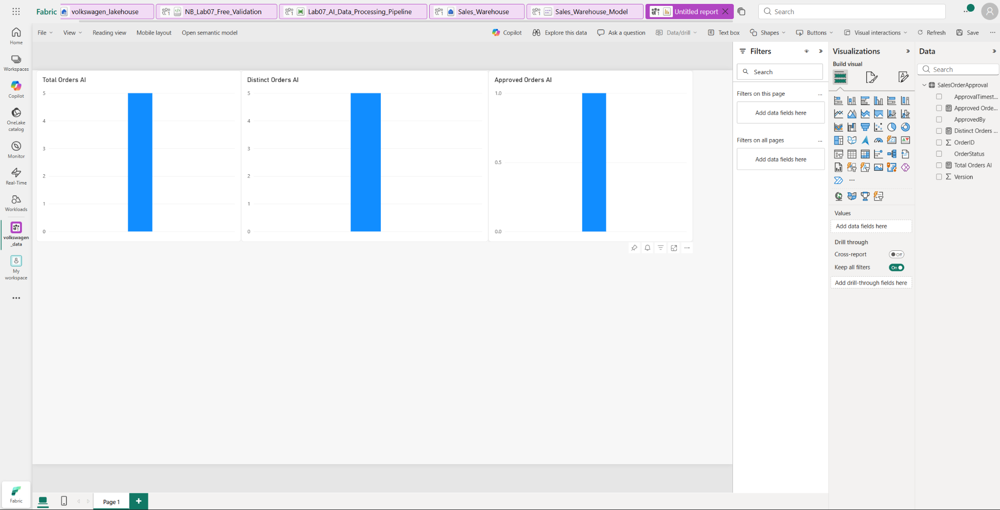 Fabric
volkswagen_lakehouse
NB_Lab07_Free_Validation
Lab07_AI_Data_Processing_Pipeline
Sales_Warehouse
Sales_Warehouse_Model
Untitled report
Search
File
View
Reading view
Mobile layout
Open semantic model
Copilot
Explore this data
Ask a question
Data/drill
Text box
Shapes
Buttons
Visual interactions
Refresh
Save
Home
Workspaces
Copilot
OneLake
catalog
Monitor
Real-Time
Workloads
volkswagen
_data
My
workspace
Fabric
Total Orders AI
5
4
3
2
1
0
Distinct Orders AI
5
4
3
2
1
0
Approved Orders AI
1.0
0.5
0.0
Page 1
Filters
Search
Filters on this page
Add data fields here
Filters on all pages
Add data fields here
Visualizations
Build visual
Values
Add data fields here
Drill through
Cross-report
Off
Keep all filters
On
Add drill-through fields here
Data
Search
SalesOrderApproval
ApprovalTimest...
Approved Orde...
ApprovedBy
Distinct Orders ...
OrderID
OrderStatus
Total Orders AI
Version